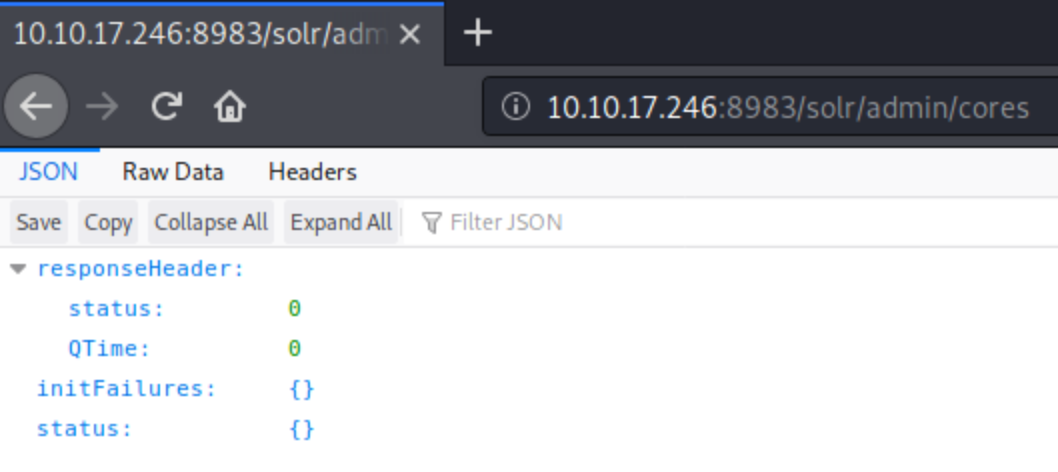 10.10.17.246:8983/solr/adm
10.10.17.246:8983/solr/admin/cores
JSON Raw Data Headers
Save Copy Collapse All Expand All Filter JSON
responseHeader:
status: 0
QTime: 0
initFailures: {}
status: {}